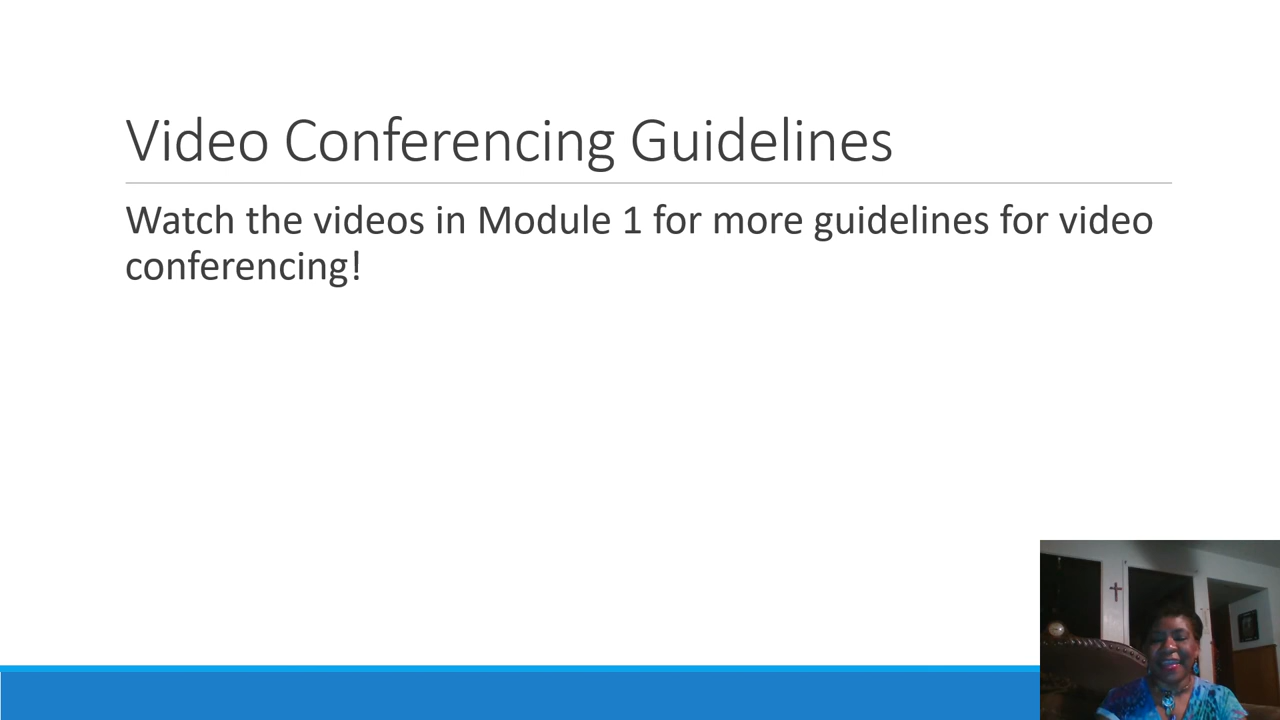 Video Conferencing Guidelines
Watch the videos in Module 1 for more guidelines for video
conferencing!